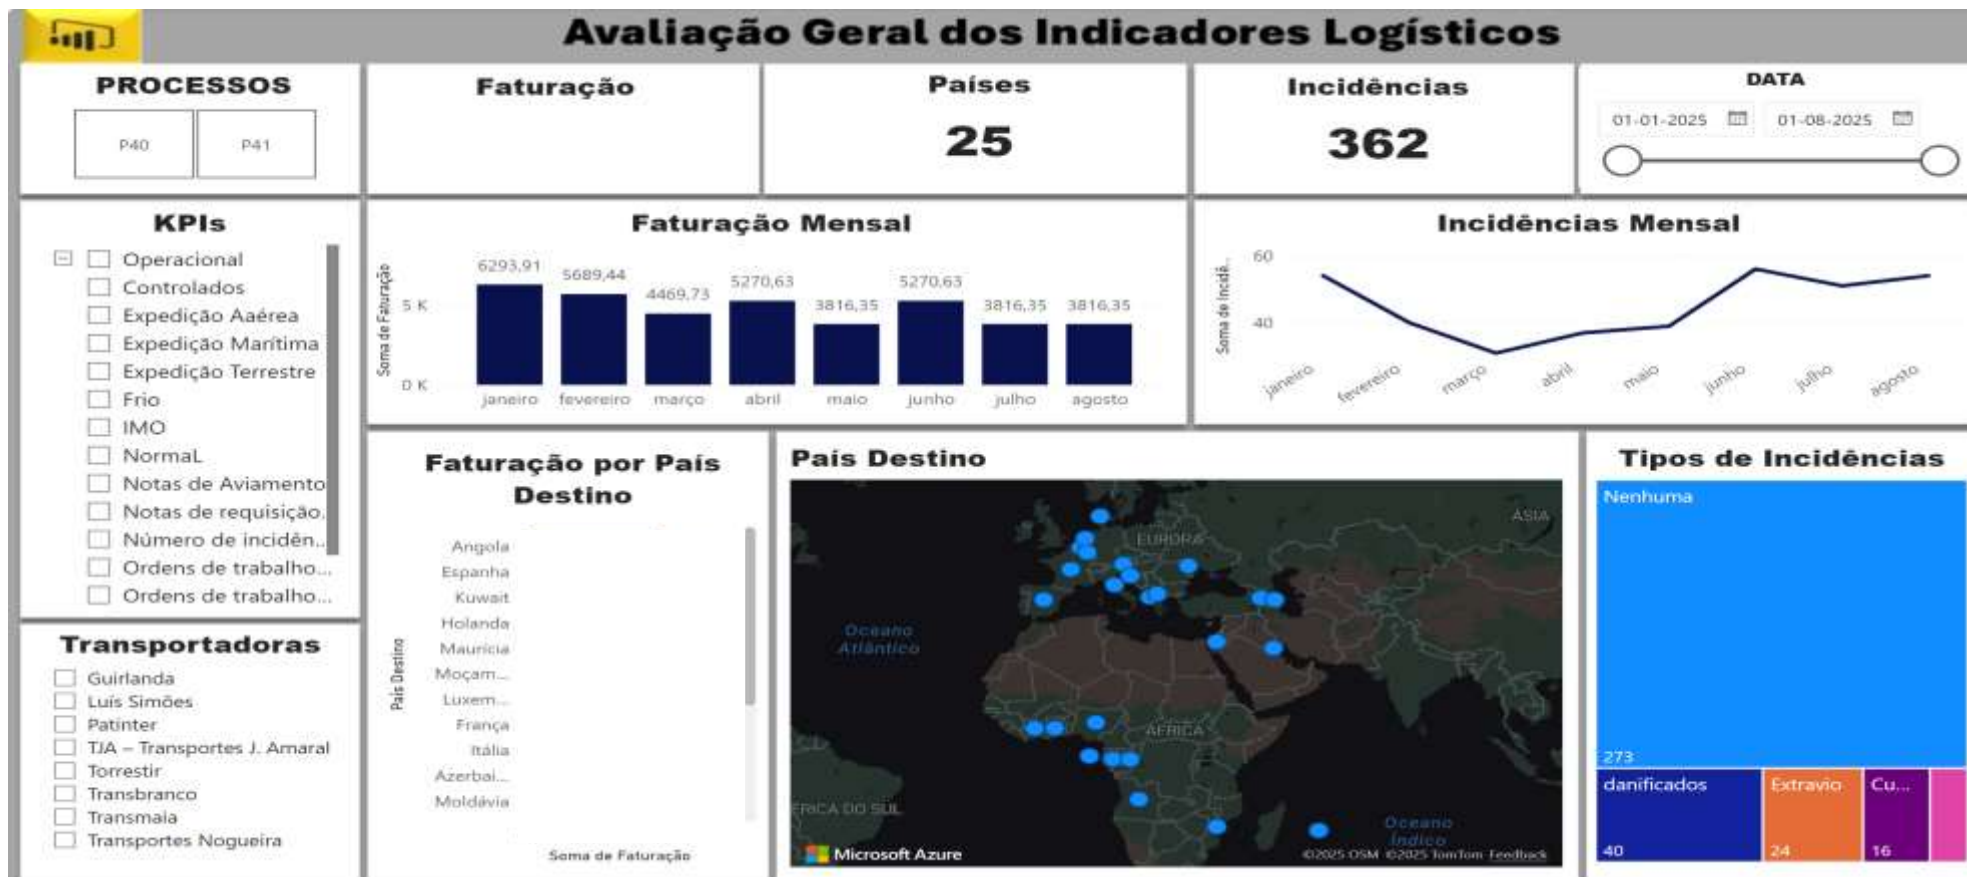 Avaliação Geral dos Indicadores Logísticos
PROCESSOS
P40
P41
Faturação
Países
25
Incidências
362
DATA
01-01-2025
01-08-2025
KPIs
Operacional
Controlados
Expedição Aaérea
Expedição Marítima
Expedição Terrestre
Frio
IMO
NormaL
Notas de Aviamento
Notas de requisição.
Número de incidên...
Ordens de trabalho...
Ordens de trabalho...
Transportadoras
Guirlanda
Luís Simões
Patinter
TJA – Transportes J. Amaral
Torrestir
Transbranco
Transmaia
Transportes Nogueira
Faturação Mensal
Soma de Faturação
5 K
0 K
6293,91
5689,44
4469,73
5270,63
3816,35
5270,63
3816,35
3816,35
janeiro
fevereiro
março
abril
maio
junho
julho
agosto
Incidências Mensal
Soma de Incidê...
60
40
janeiro
fevereiro
março
abril
maio
junho
julho
agosto
Faturação por País
Destino
País Destino
Angola
Espanha
Kuwait
Holanda
Maurícia
Moçam...
Luxem...
França
Itália
Azerbai...
Moldávia
Soma de Faturação
País Destino
ÁSIA
EUROPA
Oceano
Atlântico
ÁFRICA
ÉRICA DO SUL
Oceano
Índico
Microsoft Azure
©2025 OSM ©2025 TomTom Feedback
Tipos de Incidências
Nenhuma
273
danificados
40
Extravio
24
Cu...
16